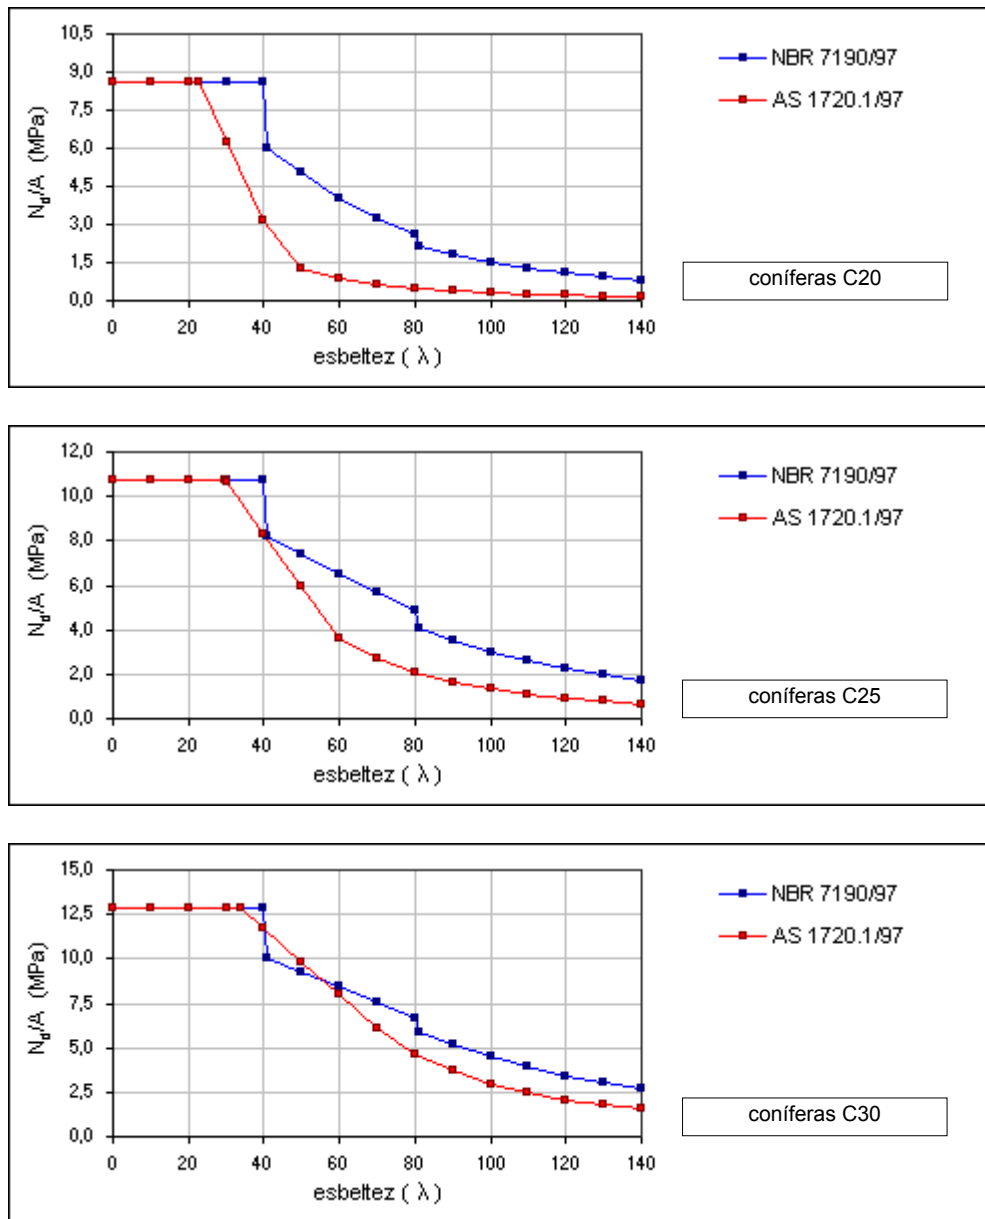 10,5
9,0
7,5
6,0
4,5
3,0
1,5
0,0
N_d/A (MPa)
0 20 40 60 80 100 120 140
esbeltez ( λ )
NBR 7190/97
AS 1720.1/97
coníferas C20
12,0
10,0
8,0
6,0
4,0
2,0
0,0
N_d/A (MPa)
0 20 40 60 80 100 120 140
esbeltez ( λ )
NBR 7190/97
AS 1720.1/97
coníferas C25
15,0
12,5
10,0
7,5
5,0
2,5
0,0
N_d/A (MPa)
0 20 40 60 80 100 120 140
esbeltez ( λ )
NBR 7190/97
AS 1720.1/97
coníferas C30